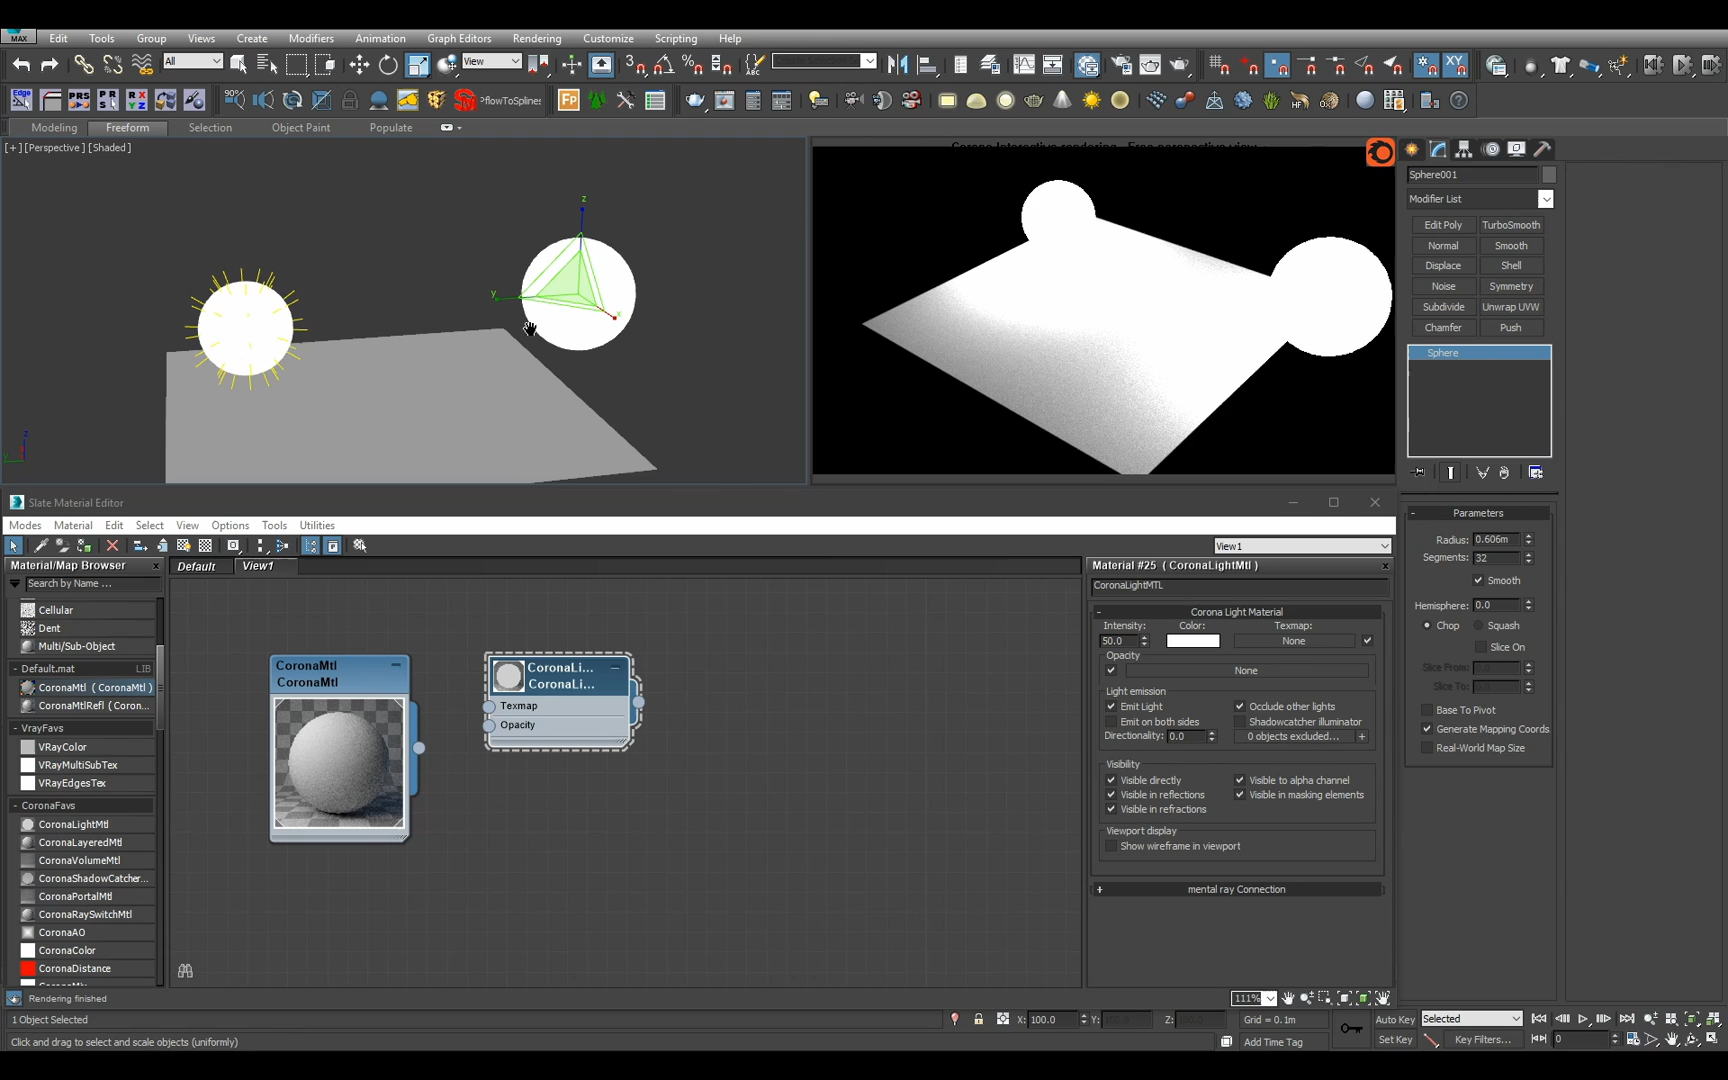 MAX
Edit Tools Group Views Create Modifiers Animation Graph Editors Rendering Customize Scripting Help
All
View
PflowToSplines
Modeling Freeform Selection Object Paint Populate
[+][Perspective][Shaded]
z
y
x
Corona Interactive rendering - Free perspective view
Sphere001
Modifier List
Edit Poly TurboSmooth
Normal Smooth
Displace Shell
Noise Symmetry
Subdivide Unwrap UVW
Chamfer Push
Sphere
Parameters
Radius: 0.606m
Segments: 32
Smooth
Hemisphere: 0.0
Chop Squash
Slice On
Slice From:
Slice To:
Base To Pivot
Generate Mapping Coords
Real-World Map Size
Slate Material Editor
Modes Material Edit Select View Options Tools Utilities
View1
Material/Map Browser
Search by Name ...
Default View1
Cellular
Dent
Multi/Sub-Object
- Default.mat LIB
CoronaMtl ( CoronaMtl )
CoronaMtlRefl (Coron...
- VrayFavs
VRayColor
VRayMultiSubTex
VRayEdgesTex
- CoronaFavs
CoronaLightMtl
CoronaLayeredMtl
CoronaVolumeMtl
CoronaShadowCatcher...
CoronaPortalMtl
CoronaRaySwitchMtl
CoronaAO
CoronaColor
CoronaDistance
CoronaMtl
CoronaMtl
CoronaLi...
CoronaLi...
Texmap
Opacity
Material #25 ( CoronaLightMtl )
CoronaLightMTL
- Corona Light Material
Intensity: Color: Texmap:
50.0 None
Opacity
None
Light emission
Emit Light Occlude other lights
Emit on both sides Shadowcatcher illuminator
Directionality: 0.0 0 objects excluded... +
Visibility
Visible directly Visible to alpha channel
Visible in reflections Visible in masking elements
Visible in refractions
Viewport display
Show wireframe in viewport
+ mental ray Connection
Rendering finished
111%
1 Object Selected
X: 100.0 Y: Z: Grid = 0.1m
Auto Key Selected
Click and drag to select and scale objects (uniformly)
Add Time Tag
Set Key Key Filters... 0